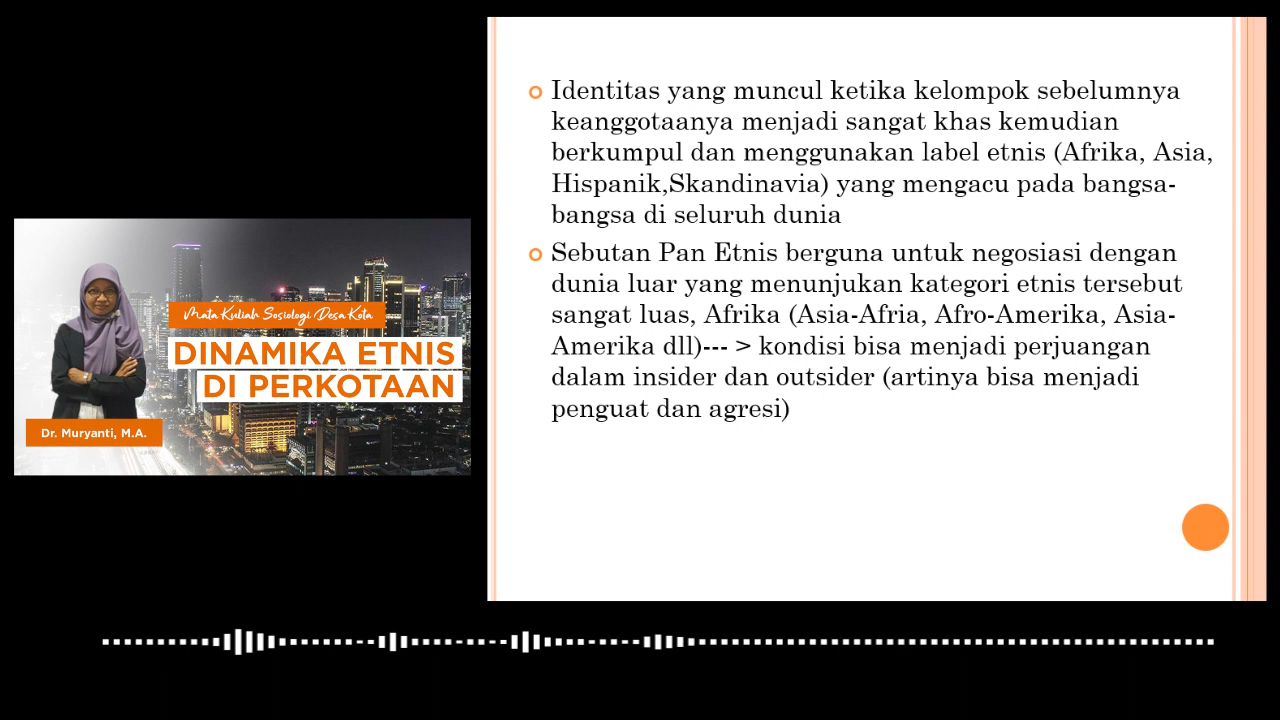 Mata Kuliah Sosiologi Desa Kota
DINAMIKA ETNIS
DI PERKOTAAN
Dr. Muryanti, M.A.
Identitas yang muncul ketika kelompok sebelumnya
keanggotaanya menjadi sangat khas kemudian
berkumpul dan menggunakan label etnis (Afrika, Asia,
Hispanik,Skandinavia) yang mengacu pada bangsa-
bangsa di seluruh dunia
Sebutan Pan Etnis berguna untuk negosiasi dengan
dunia luar yang menunjukan kategori etnis tersebut
sangat luas, Afrika (Asia-Afria, Afro-Amerika, Asia-
Amerika dll)--- > kondisi bisa menjadi perjuangan
dalam insider dan outsider (artinya bisa menjadi
penguat dan agresi)